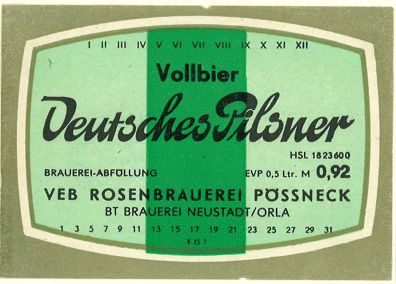 I II III IV V VI VII VIII IX X XI XII
Vollbier
Deutsches Pilsner
HSL 1823600
BRAUEREI-ABFÜLLUNG EVP 0,5 Ltr. M 0,92
VEB ROSENBRAUEREI PÖSSNECK
BT BRAUEREI NEUSTADT/ORLA
1 3 5 7 9 11 13 15 17 19 21 23 25 27 29 31